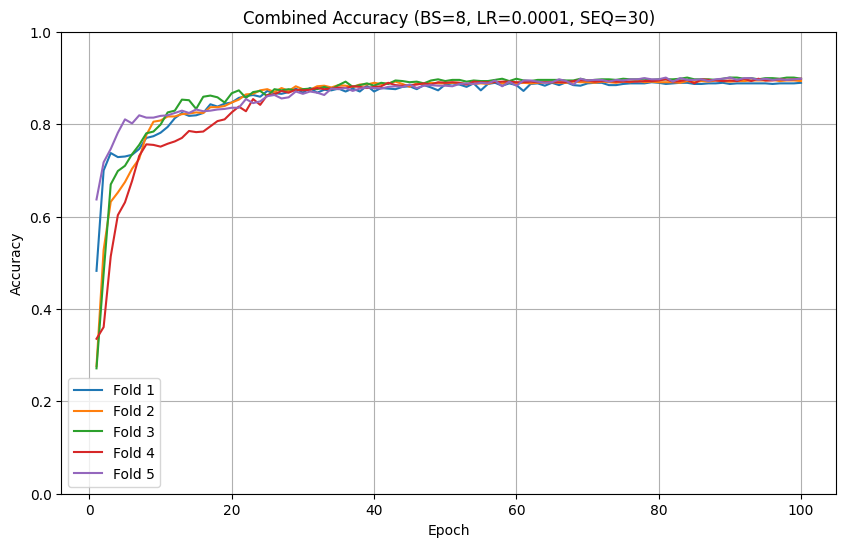 Combined Accuracy (BS=8, LR=0.0001, SEQ=30)
Accuracy
1.0
0.8
0.6
0.4
0.2
0.0
Fold 1
Fold 2
Fold 3
Fold 4
Fold 5
0 20 40 60 80 100
Epoch